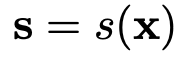 𝐬 = s(𝐱)